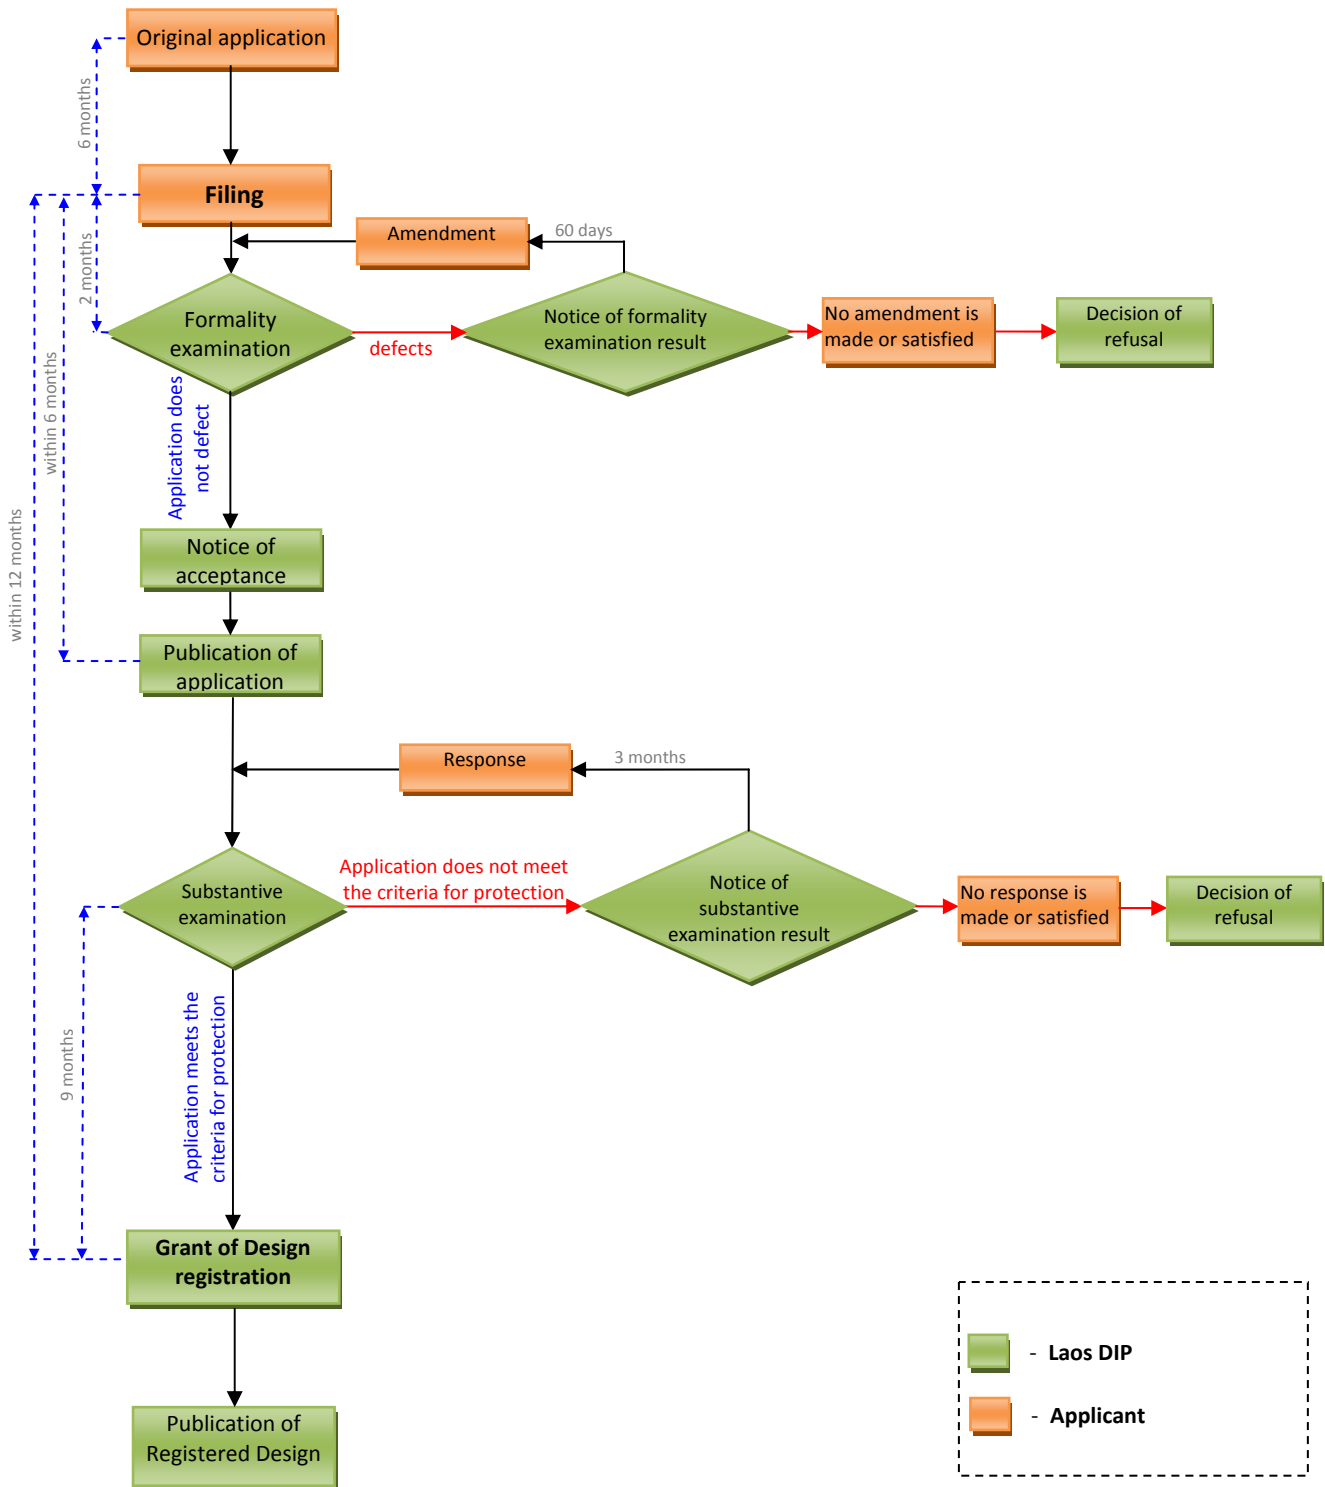 Original application
6 months
Filing
Amendment
60 days
2 months
Formality
examination
defects
Notice of formality
examination result
No amendment is
made or satisfied
Decision of
refusal
within 6 months
Application does
not defect
within 12 months
Notice of
acceptance
Publication of
application
Response
3 months
Substantive
examination
Application does not meet
the criteria for protection
Notice of
substantive
examination result
No response is
made or satisfied
Decision of
refusal
9 months
Application meets the
criteria for protection
Grant of Design
registration
- Laos DIP
- Applicant
Publication of
Registered Design